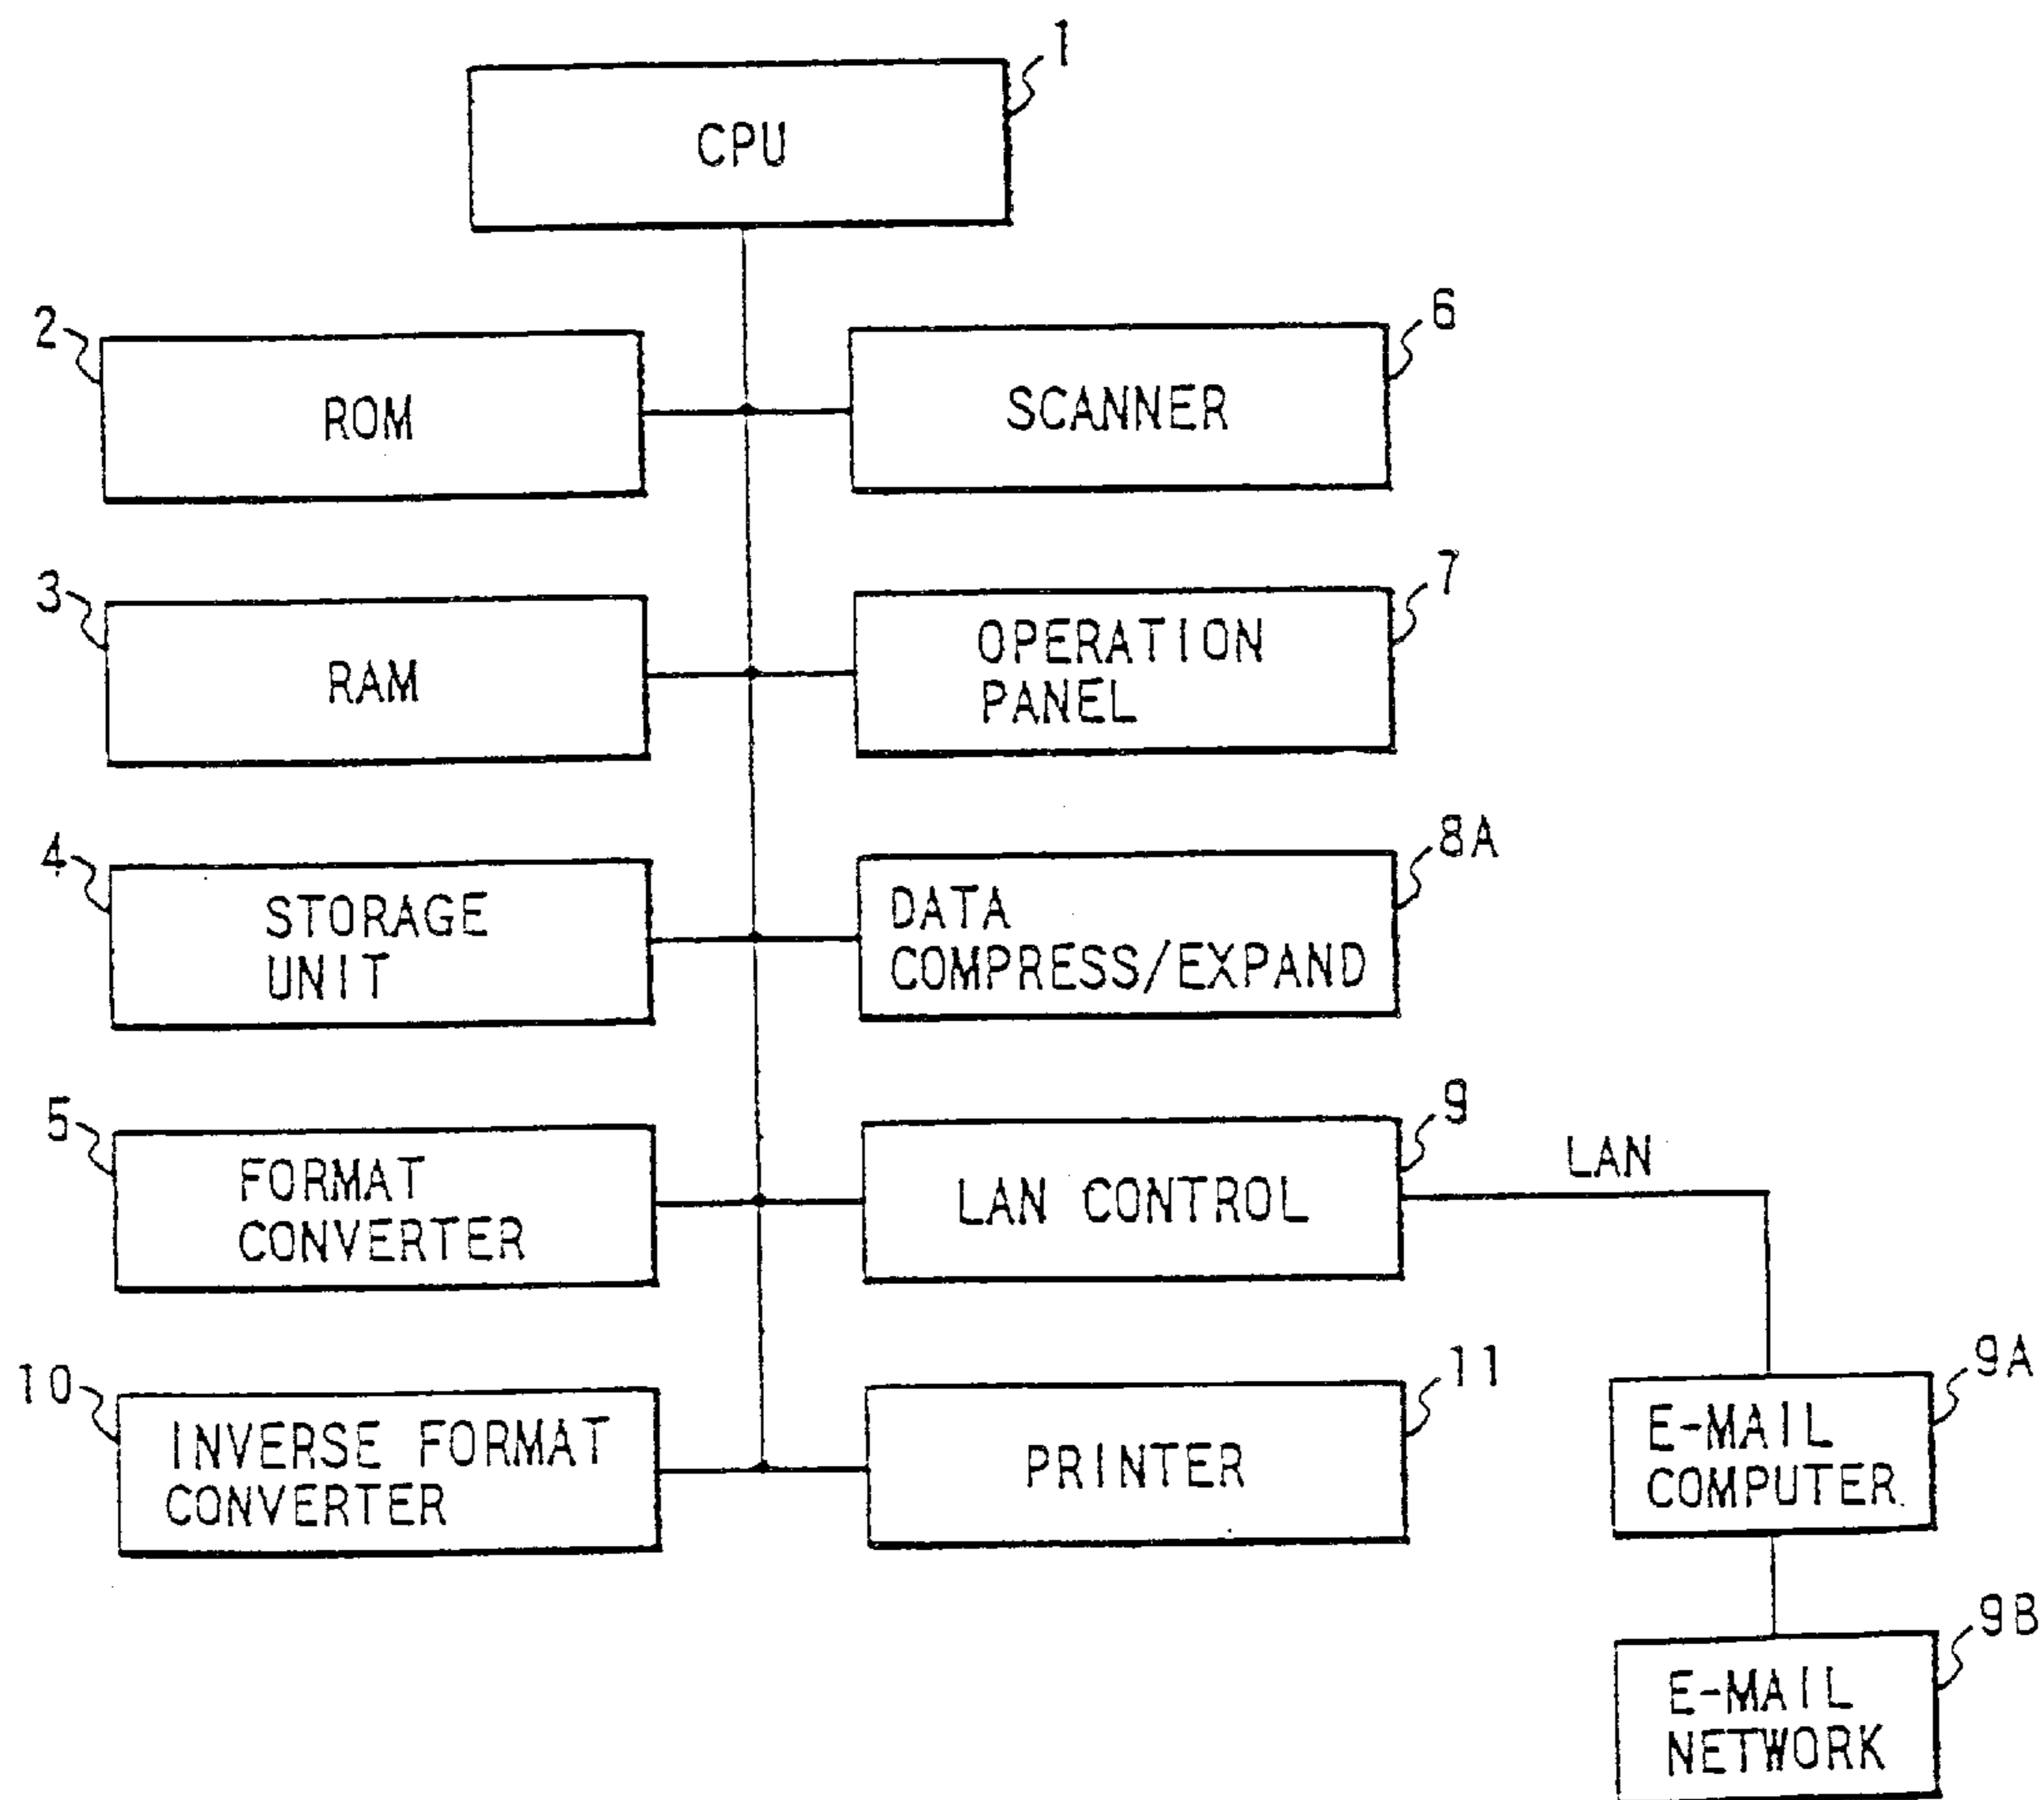 1
CPU
2
ROM
6
SCANNER
3
RAM
7
OPERATION
PANEL
4
STORAGE
UNIT
8A
DATA
COMPRESS/EXPAND
5
FORMAT
CONVERTER
9
LAN CONTROL
LAN
10
INVERSE FORMAT
CONVERTER
11
PRINTER
9A
E-MAIL
COMPUTER
9B
E-MAIL
NETWORK